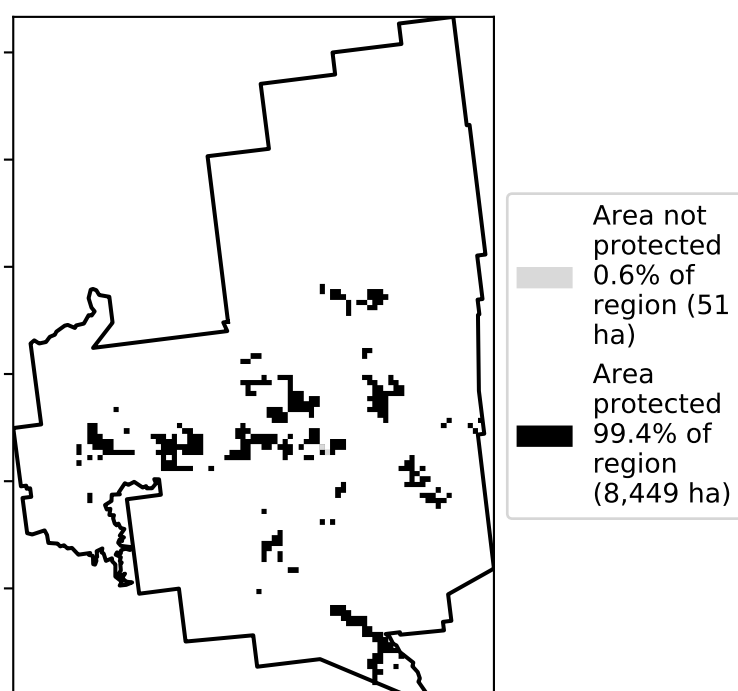 Area not
protected
0.6% of
region (51
ha)
Area
protected
99.4% of
region
(8,449 ha)